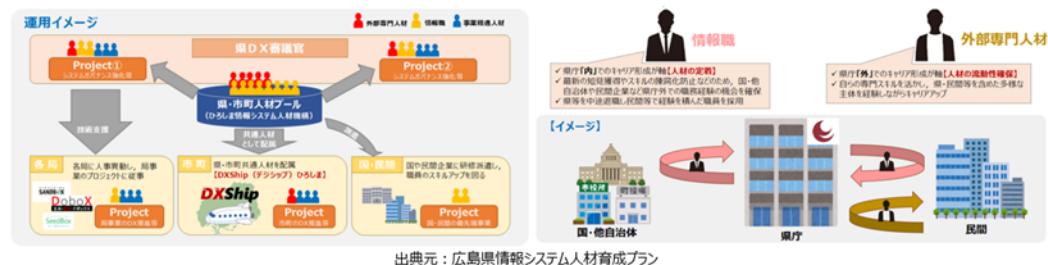 運用イメージ
外部専門人材
情報職
事業精通人材
県DX審議官
Project①
システムガバナンス強化等
Project②
システムガバナンス強化等
県・市町人材プール
(ひろしま情報システム人材機構)
技術支援
共通人材
として配属
派遣
各局
各局に人事異動し、局事
業のプロジェクトに従事
SANDBOX
DoboX
SeedBox
Project
局事業のDX推進等
市町
県・市町共通人材を配属
【DXShip(デジシップ)ひろしま】
DXShip
Project
市町のDX推進等
国・民間
国や民間企業に研修派遣し、
職員のスキルアップを図る
Project
国・民間の最先端事業
情報職
✓ 県庁「内」でのキャリア形成が軸【人材の定着】
✓ 最新の知見獲得やスキルの陳腐化防止などのため、国・他
自治体や民間企業など県庁外での職務経験の機会を確保
✓ 県等を中途退職し民間等で経験を積んだ職員を採用
外部専門人材
✓ 県庁「外」でのキャリア形成が軸【人材の流動性確保】
✓ 自らの専門スキルを活かし、県・民間等を含めた多様な
主体を経験しながらキャリアアップ
【イメージ】
市役所
町役場
国・他自治体
県庁
民間
出典元:広島県情報システム人材育成プラン